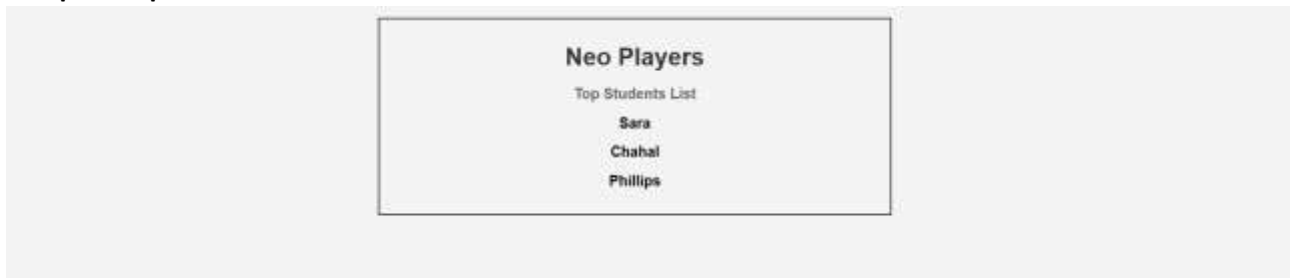 Neo Players
Top Students List
Sara
Chahal
Phillips